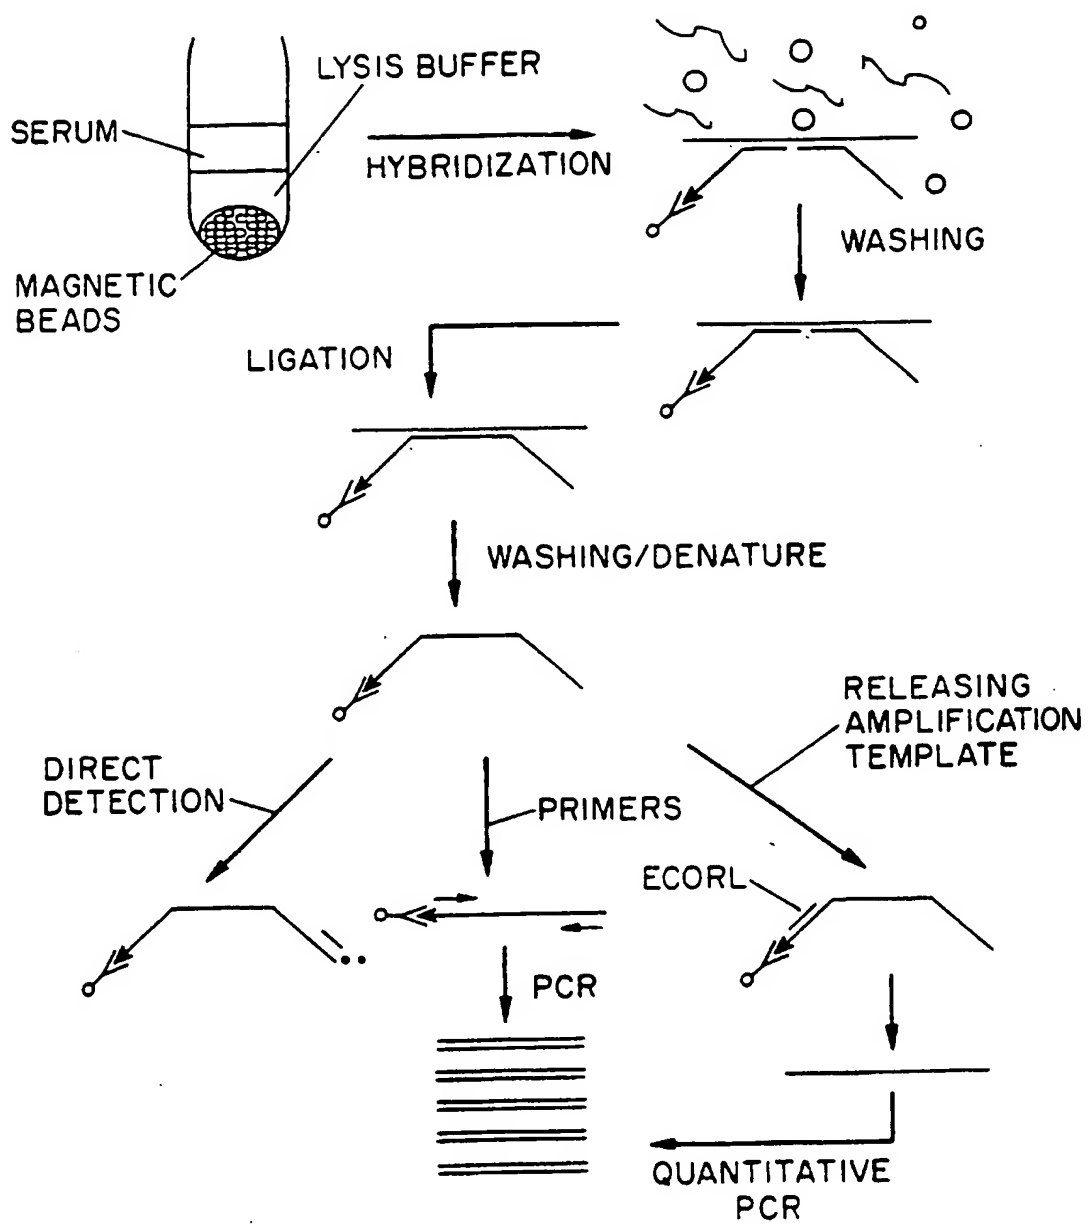 LYSIS BUFFER
SERUM
HYBRIDIZATION
WASHING
MAGNETIC
BEADS
LIGATION
WASHING/DENATURE
RELEASING
AMPLIFICATION
TEMPLATE
DIRECT
DETECTION
PRIMERS
ECORL
PCR
QUANTITATIVE
PCR